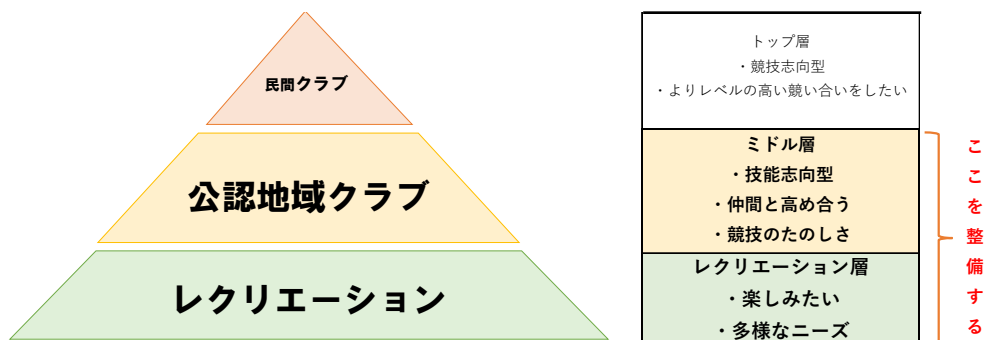 民間クラブ
公認地域クラブ
レクリエーション
トップ層
・競技志向型
・よりレベルの高い競い合いをしたい
ミドル層
・技能志向型
・仲間と高め合う
・競技のたのしさ
レクリエーション層
・楽しみたい
・多様なニーズ
ここを整備する